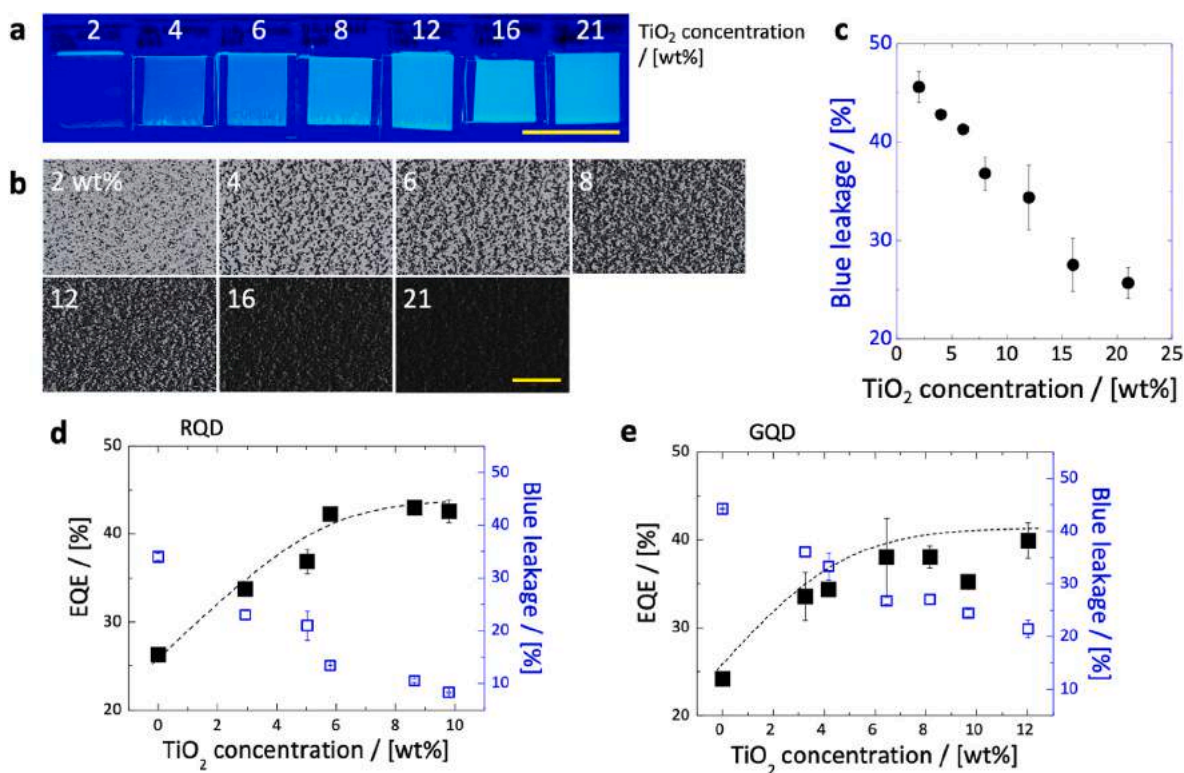 a
2 4 6 8 12 16 21
TiO2 concentration
/ [wt%]
b
2 wt% 4 6 8
12 16 21
c
50
40
30
20
Blue leakage / [%]
0 5 10 15 20 25
TiO2 concentration / [wt%]
d
RQD
50
40
30
20
EQE / [%]
50
40
30
20
10
Blue leakage / [%]
0 2 4 6 8 10
TiO2 concentration / [wt%]
e
GQD
50
40
30
20
EQE / [%]
50
40
30
20
10
Blue leakage / [%]
0 2 4 6 8 10 12
TiO2 concentration / [wt%]